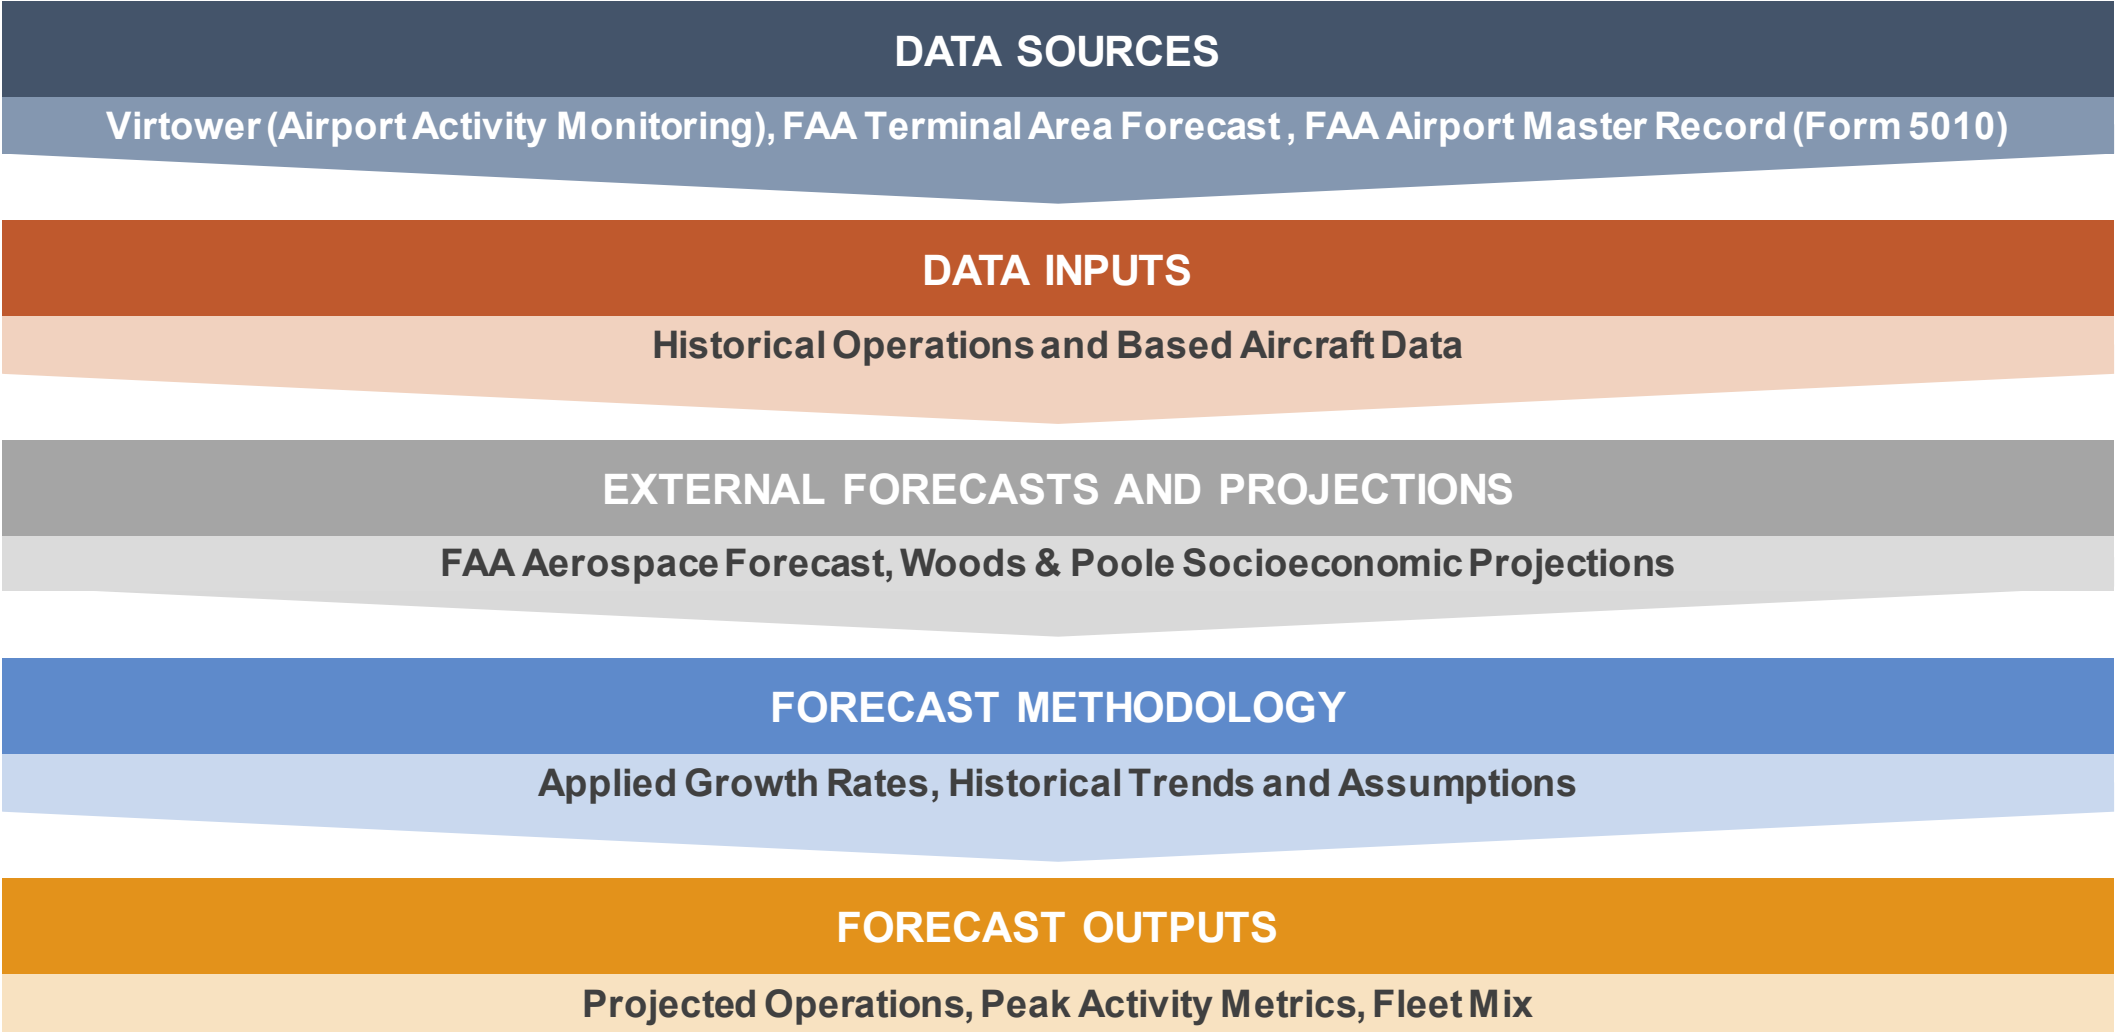 DATA SOURCES
Virtower (Airport Activity Monitoring), FAA Terminal Area Forecast , FAA Airport Master Record (Form 5010)
DATA INPUTS
Historical Operations and Based Aircraft Data
EXTERNAL FORECASTS AND PROJECTIONS
FAA Aerospace Forecast, Woods & Poole Socioeconomic Projections
FORECAST METHODOLOGY
Applied Growth Rates, Historical Trends and Assumptions
FORECAST OUTPUTS
Projected Operations, Peak Activity Metrics, Fleet Mix